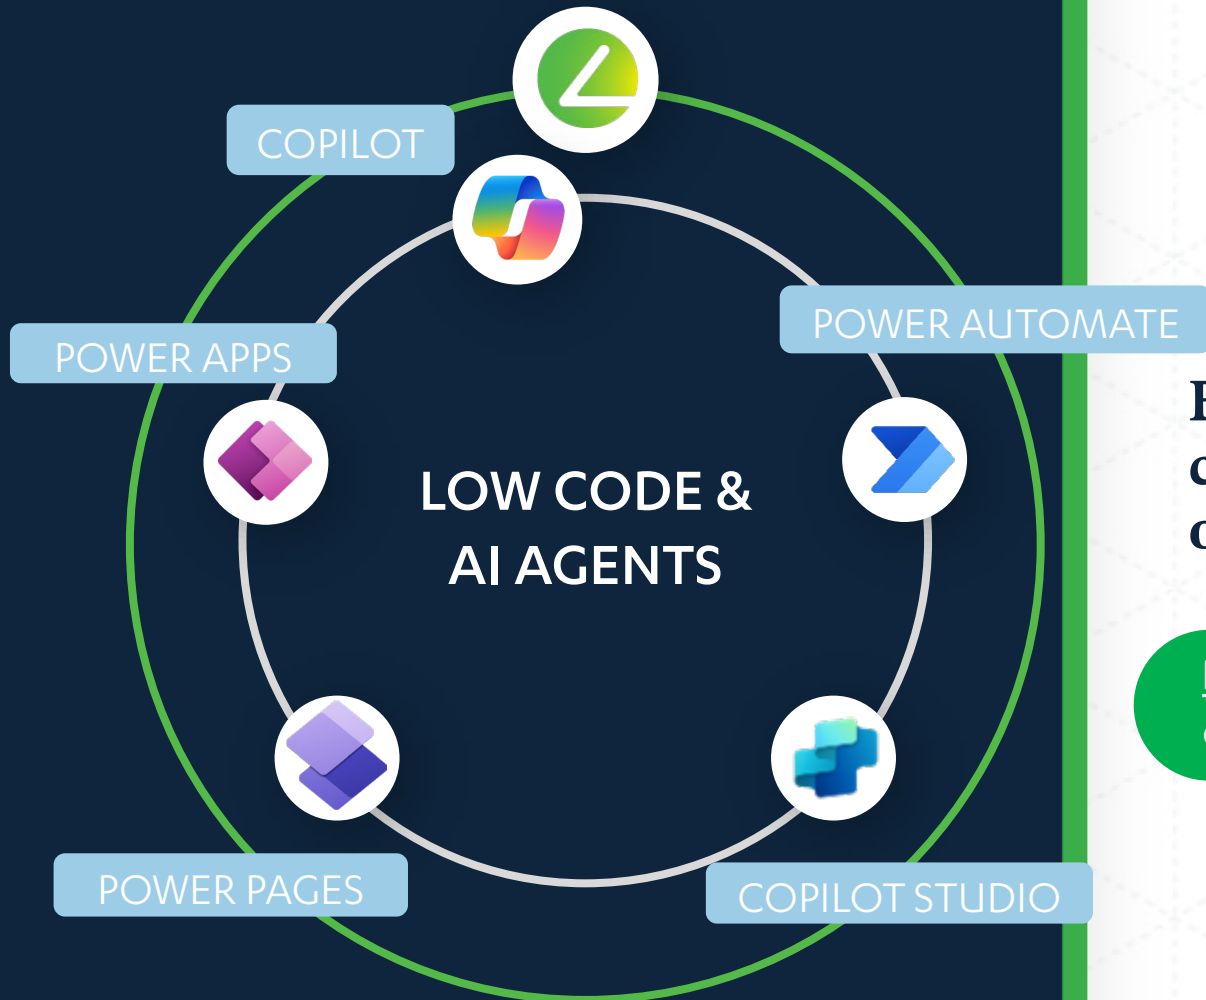 COPILOT
POWER AUTOMATE
POWER APPS
LOW CODE &
AI AGENTS
POWER PAGES
COPILOT STUDIO